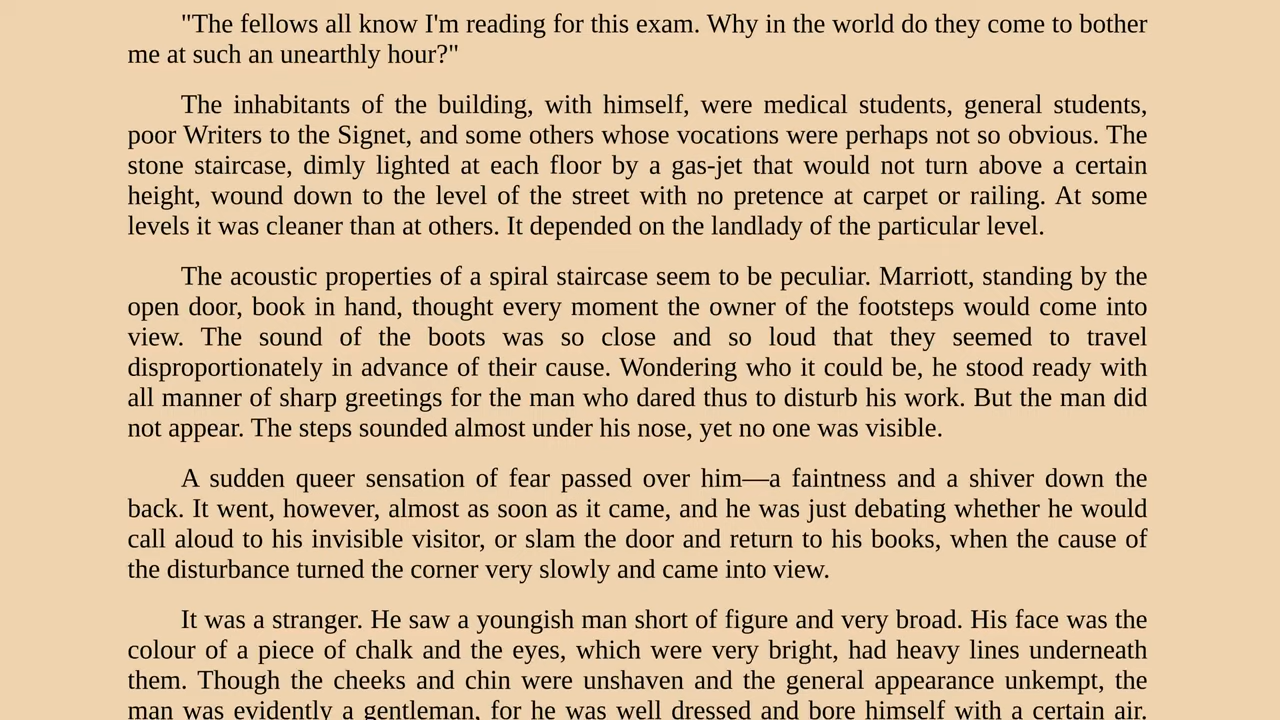 "The fellows all know I'm reading for this exam. Why in the world do they come to bother
me at such an unearthly hour?"
The inhabitants of the building, with himself, were medical students, general students,
poor Writers to the Signet, and some others whose vocations were perhaps not so obvious. The
stone staircase, dimly lighted at each floor by a gas-jet that would not turn above a certain
height, wound down to the level of the street with no pretence at carpet or railing. At some
levels it was cleaner than at others. It depended on the landlady of the particular level.
The acoustic properties of a spiral staircase seem to be peculiar. Marriott, standing by the
open door, book in hand, thought every moment the owner of the footsteps would come into
view. The sound of the boots was so close and so loud that they seemed to travel
disproportionately in advance of their cause. Wondering who it could be, he stood ready with
all manner of sharp greetings for the man who dared thus to disturb his work. But the man did
not appear. The steps sounded almost under his nose, yet no one was visible.
A sudden queer sensation of fear passed over him—a faintness and a shiver down the
back. It went, however, almost as soon as it came, and he was just debating whether he would
call aloud to his invisible visitor, or slam the door and return to his books, when the cause of
the disturbance turned the corner very slowly and came into view.
It was a stranger. He saw a youngish man short of figure and very broad. His face was the
colour of a piece of chalk and the eyes, which were very bright, had heavy lines underneath
them. Though the cheeks and chin were unshaven and the general appearance unkempt, the
man was evidently a gentleman, for he was well dressed and bore himself with a certain air.